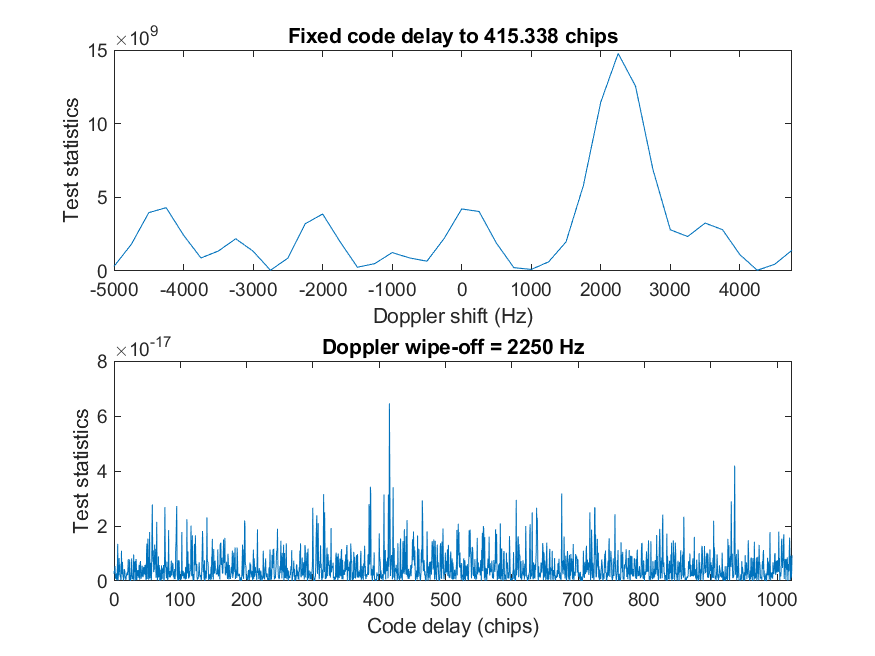 ×10^9
Fixed code delay to 415.338 chips
15
10
5
0
Test statistics
-5000 -4000 -3000 -2000 -1000 0 1000 2000 3000 4000
Doppler shift (Hz)
×10^-17
Doppler wipe-off = 2250 Hz
8
6
4
2
0
Test statistics
0 100 200 300 400 500 600 700 800 900 1000
Code delay (chips)